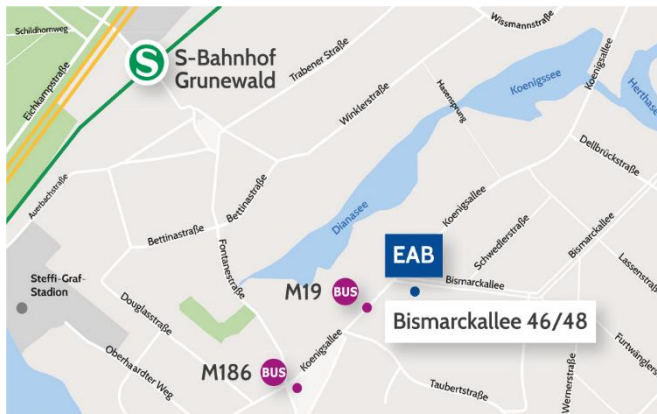 Schildhornweg
Eichkampstraße
S
S-Bahnhof
Grunewald
Trabener Straße
Wissmannstraße
Koenigsallee
Koenigssee
Herthasee
Winklerstraße
Hasensprung
Dellbrückstraße
Auerbachstraße
Dianasee
Koenigsallee
Bettinastraße
Bettinastraße
Fontanestraße
Schwedlerstraße
Bismarckallee
Lassenstraße
EAB
Bismarckallee
Steffi-Graf-
Stadion
M19
BUS
Bismarckallee 46/48
Douglasstraße
Oberhaardter Weg
Koenigsallee
M186
BUS
Taubertstraße
Wernerstraße